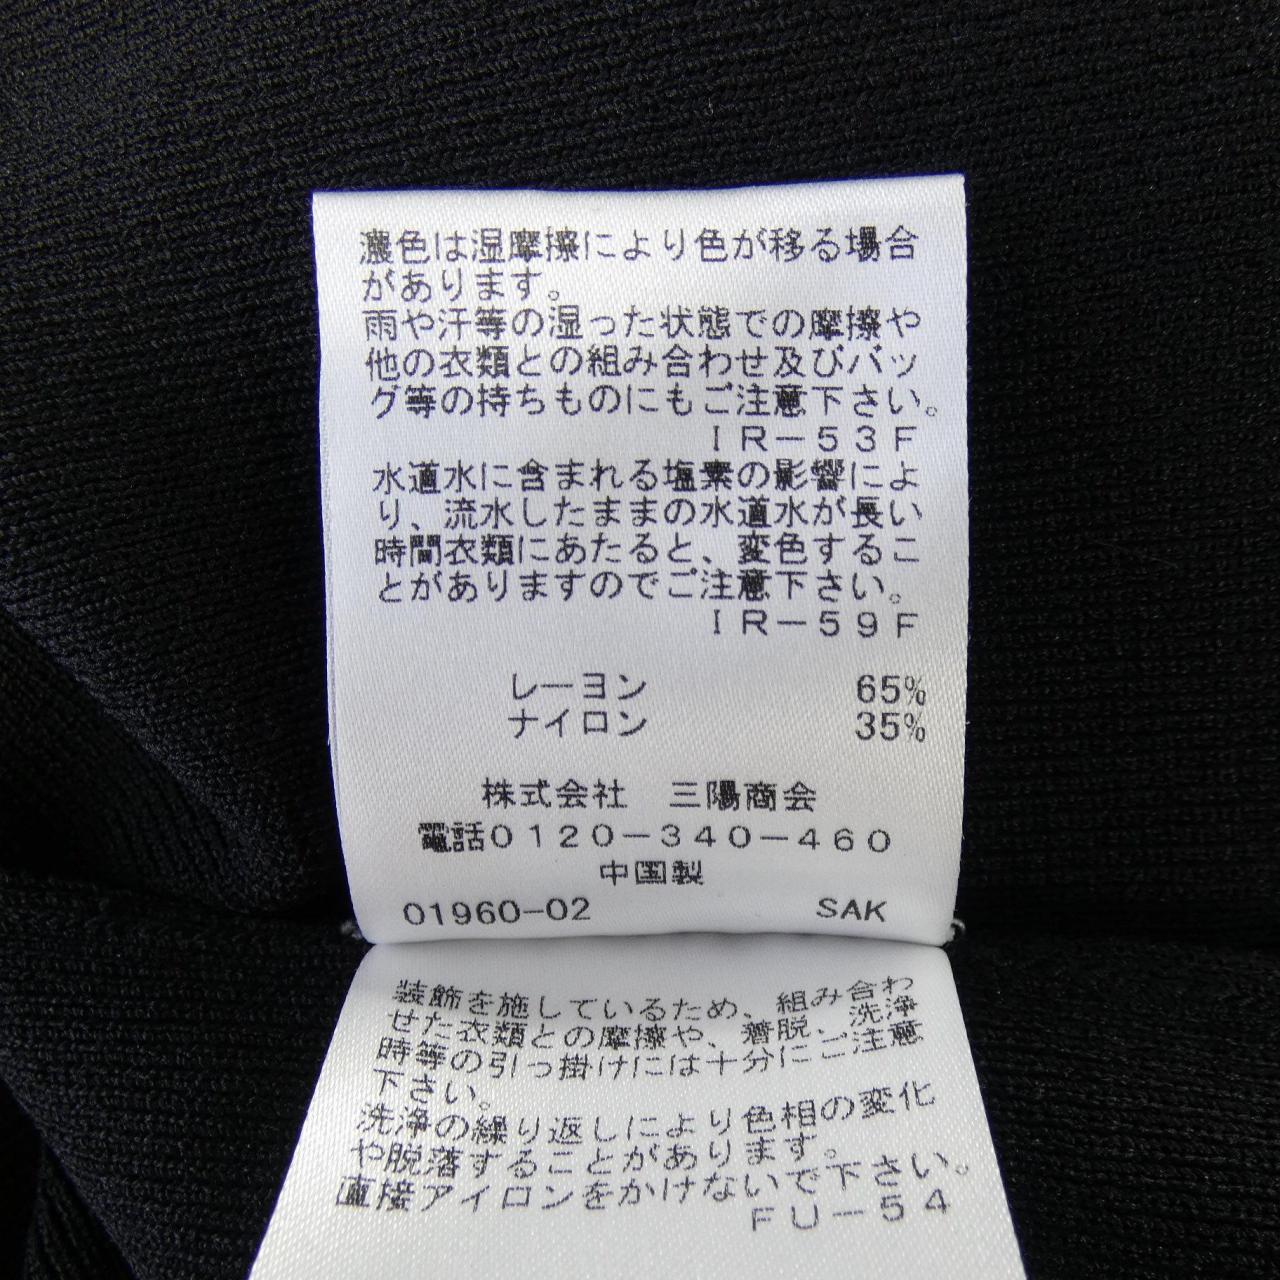 濃色は湿摩擦により色が移る場合
があります。
雨や汗等の湿った状態での摩擦や
他の衣類との組み合わせ及びバッ
グ等の持ちものにもご注意下さい。
ＩＲ－５３Ｆ
水道水に含まれる塩素の影響によ
り、流水したままの水道水が長い
時間衣類にあたると、変色するこ
とがありますのでご注意下さい。
ＩＲ－５９Ｆ
レーヨン 65%
ナイロン 35%
株式会社 三陽商会
電話０１２０－３４０－４６０
中国製
01960-02 SAK
装飾を施しているため、組み合わ
せた衣類との摩擦や、着脱、洗浄
時等の引っ掛けには十分にご注意
下さい。
洗浄の繰り返しにより色相の変化
や脱落することがあります。
直接アイロンをかけないで下さい。
ＦＵ－５４